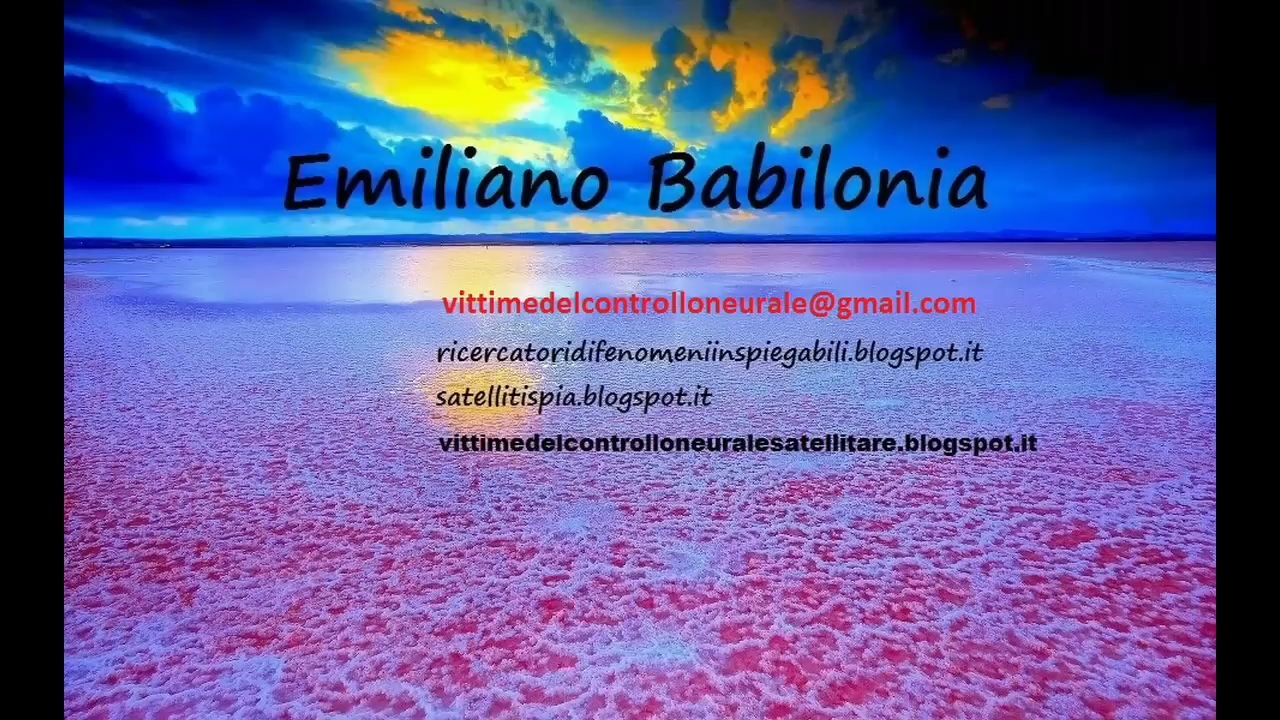 Emiliano Babilonia
vittimedelcontrolloneurale@gmail.com
ricercatoridifenomeniinspiegabili.blogspot.it
satellitispia.blogspot.it
vittimedelcontrolloneuralesatellitare.blogspot.it